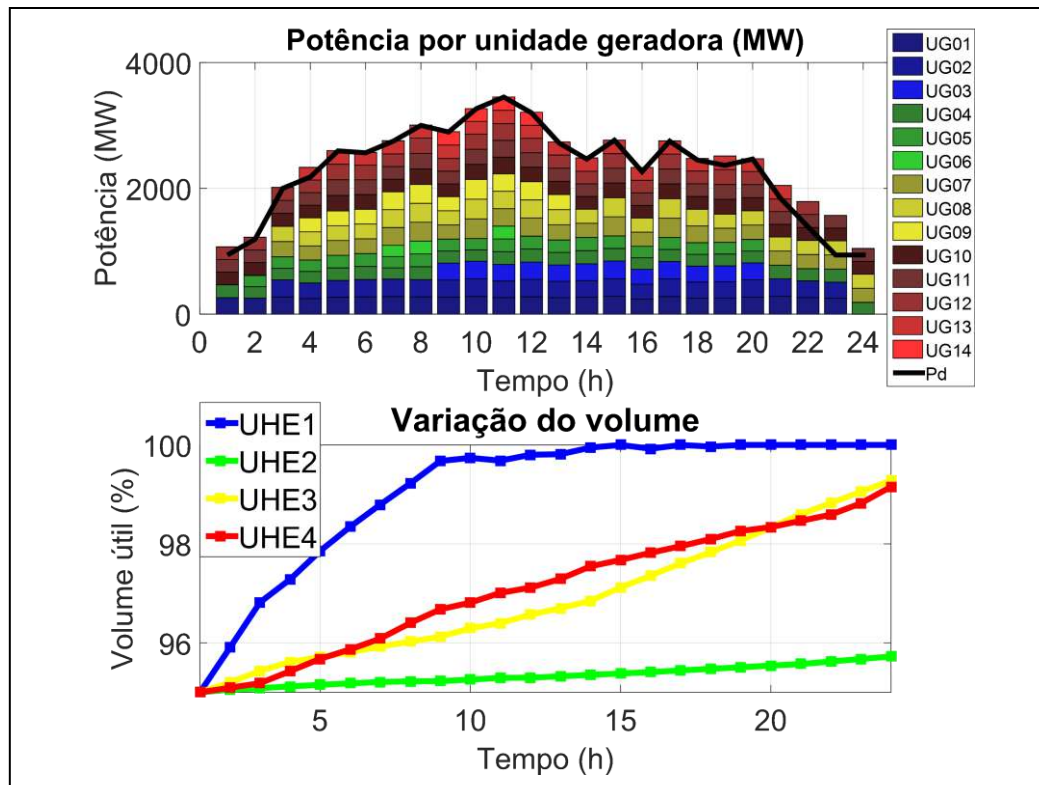 Potência por unidade geradora (MW)
Potência (MW)
4000
2000
0
0 2 4 6 8 10 12 14 16 18 20 22 24
Tempo (h)
UG01
UG02
UG03
UG04
UG05
UG06
UG07
UG08
UG09
UG10
UG11
UG12
UG13
UG14
Pd
Variação do volume
UHE1
UHE2
UHE3
UHE4
Volume útil (%)
100
98
96
5 10 15 20
Tempo (h)